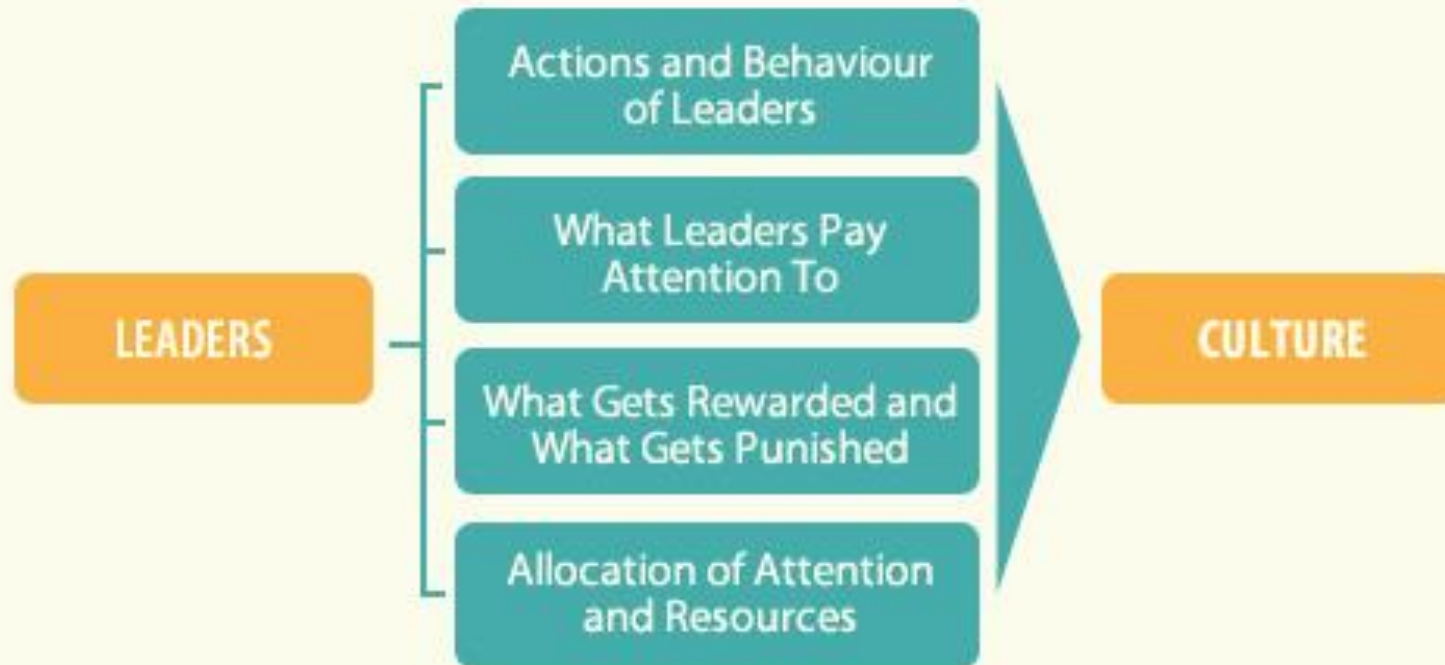 Actions and Behaviour
of Leaders
What Leaders Pay
Attention To
LEADERS
CULTURE
What Gets Rewarded and
What Gets Punished
Allocation of Attention
and Resources